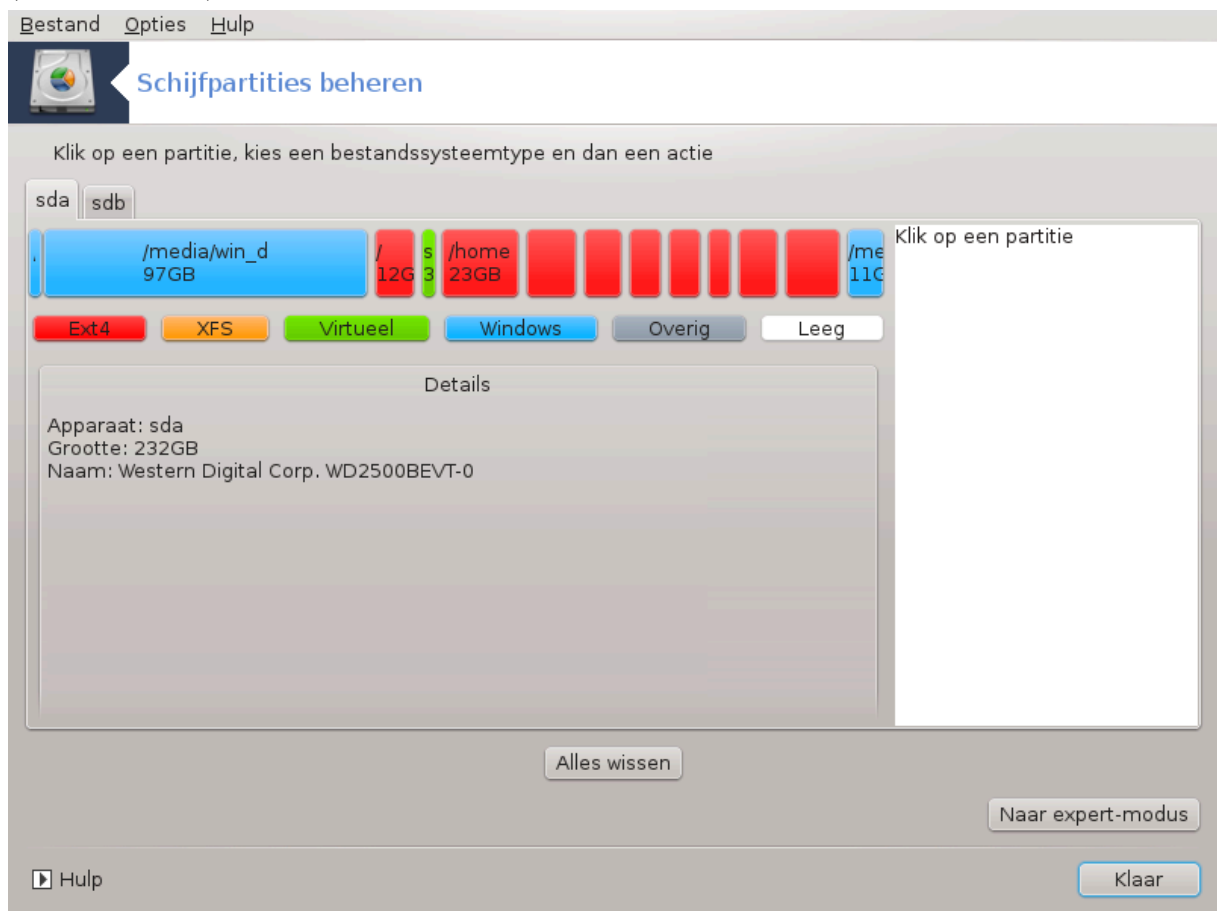 Bestand Opties Hulp
Schijfpartities beheren
Klik op een partitie, kies een bestandssysteemtype en dan een actie
sda sdb
/media/win_d
97GB
/
12G
s
3
/home
23GB
/me
11G
Klik op een partitie
Ext4 XFS Virtueel Windows Overig Leeg
Details
Apparaat: sda
Grootte: 232GB
Naam: Western Digital Corp. WD2500BEVT-0
Alles wissen
Naar expert-modus
Hulp
Klaar